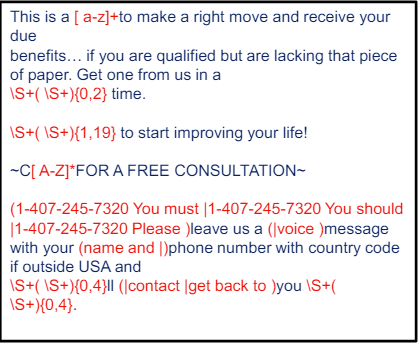 This is a [ a-z]+to make a right move and receive your
due
benefits… if you are qualified but are lacking that piece
of paper. Get one from us in a
\S+( \S+){0,2} time.
\S+( \S+){1,19} to start improving your life!
~C[ A-Z]*FOR A FREE CONSULTATION~
(1-407-245-7320 You must |1-407-245-7320 You should
|1-407-245-7320 Please )leave us a (|voice )message
with your (name and |)phone number with country code
if outside USA and
\S+( \S+){0,4}ll (|contact |get back to )you \S+(
\S+){0,4}.